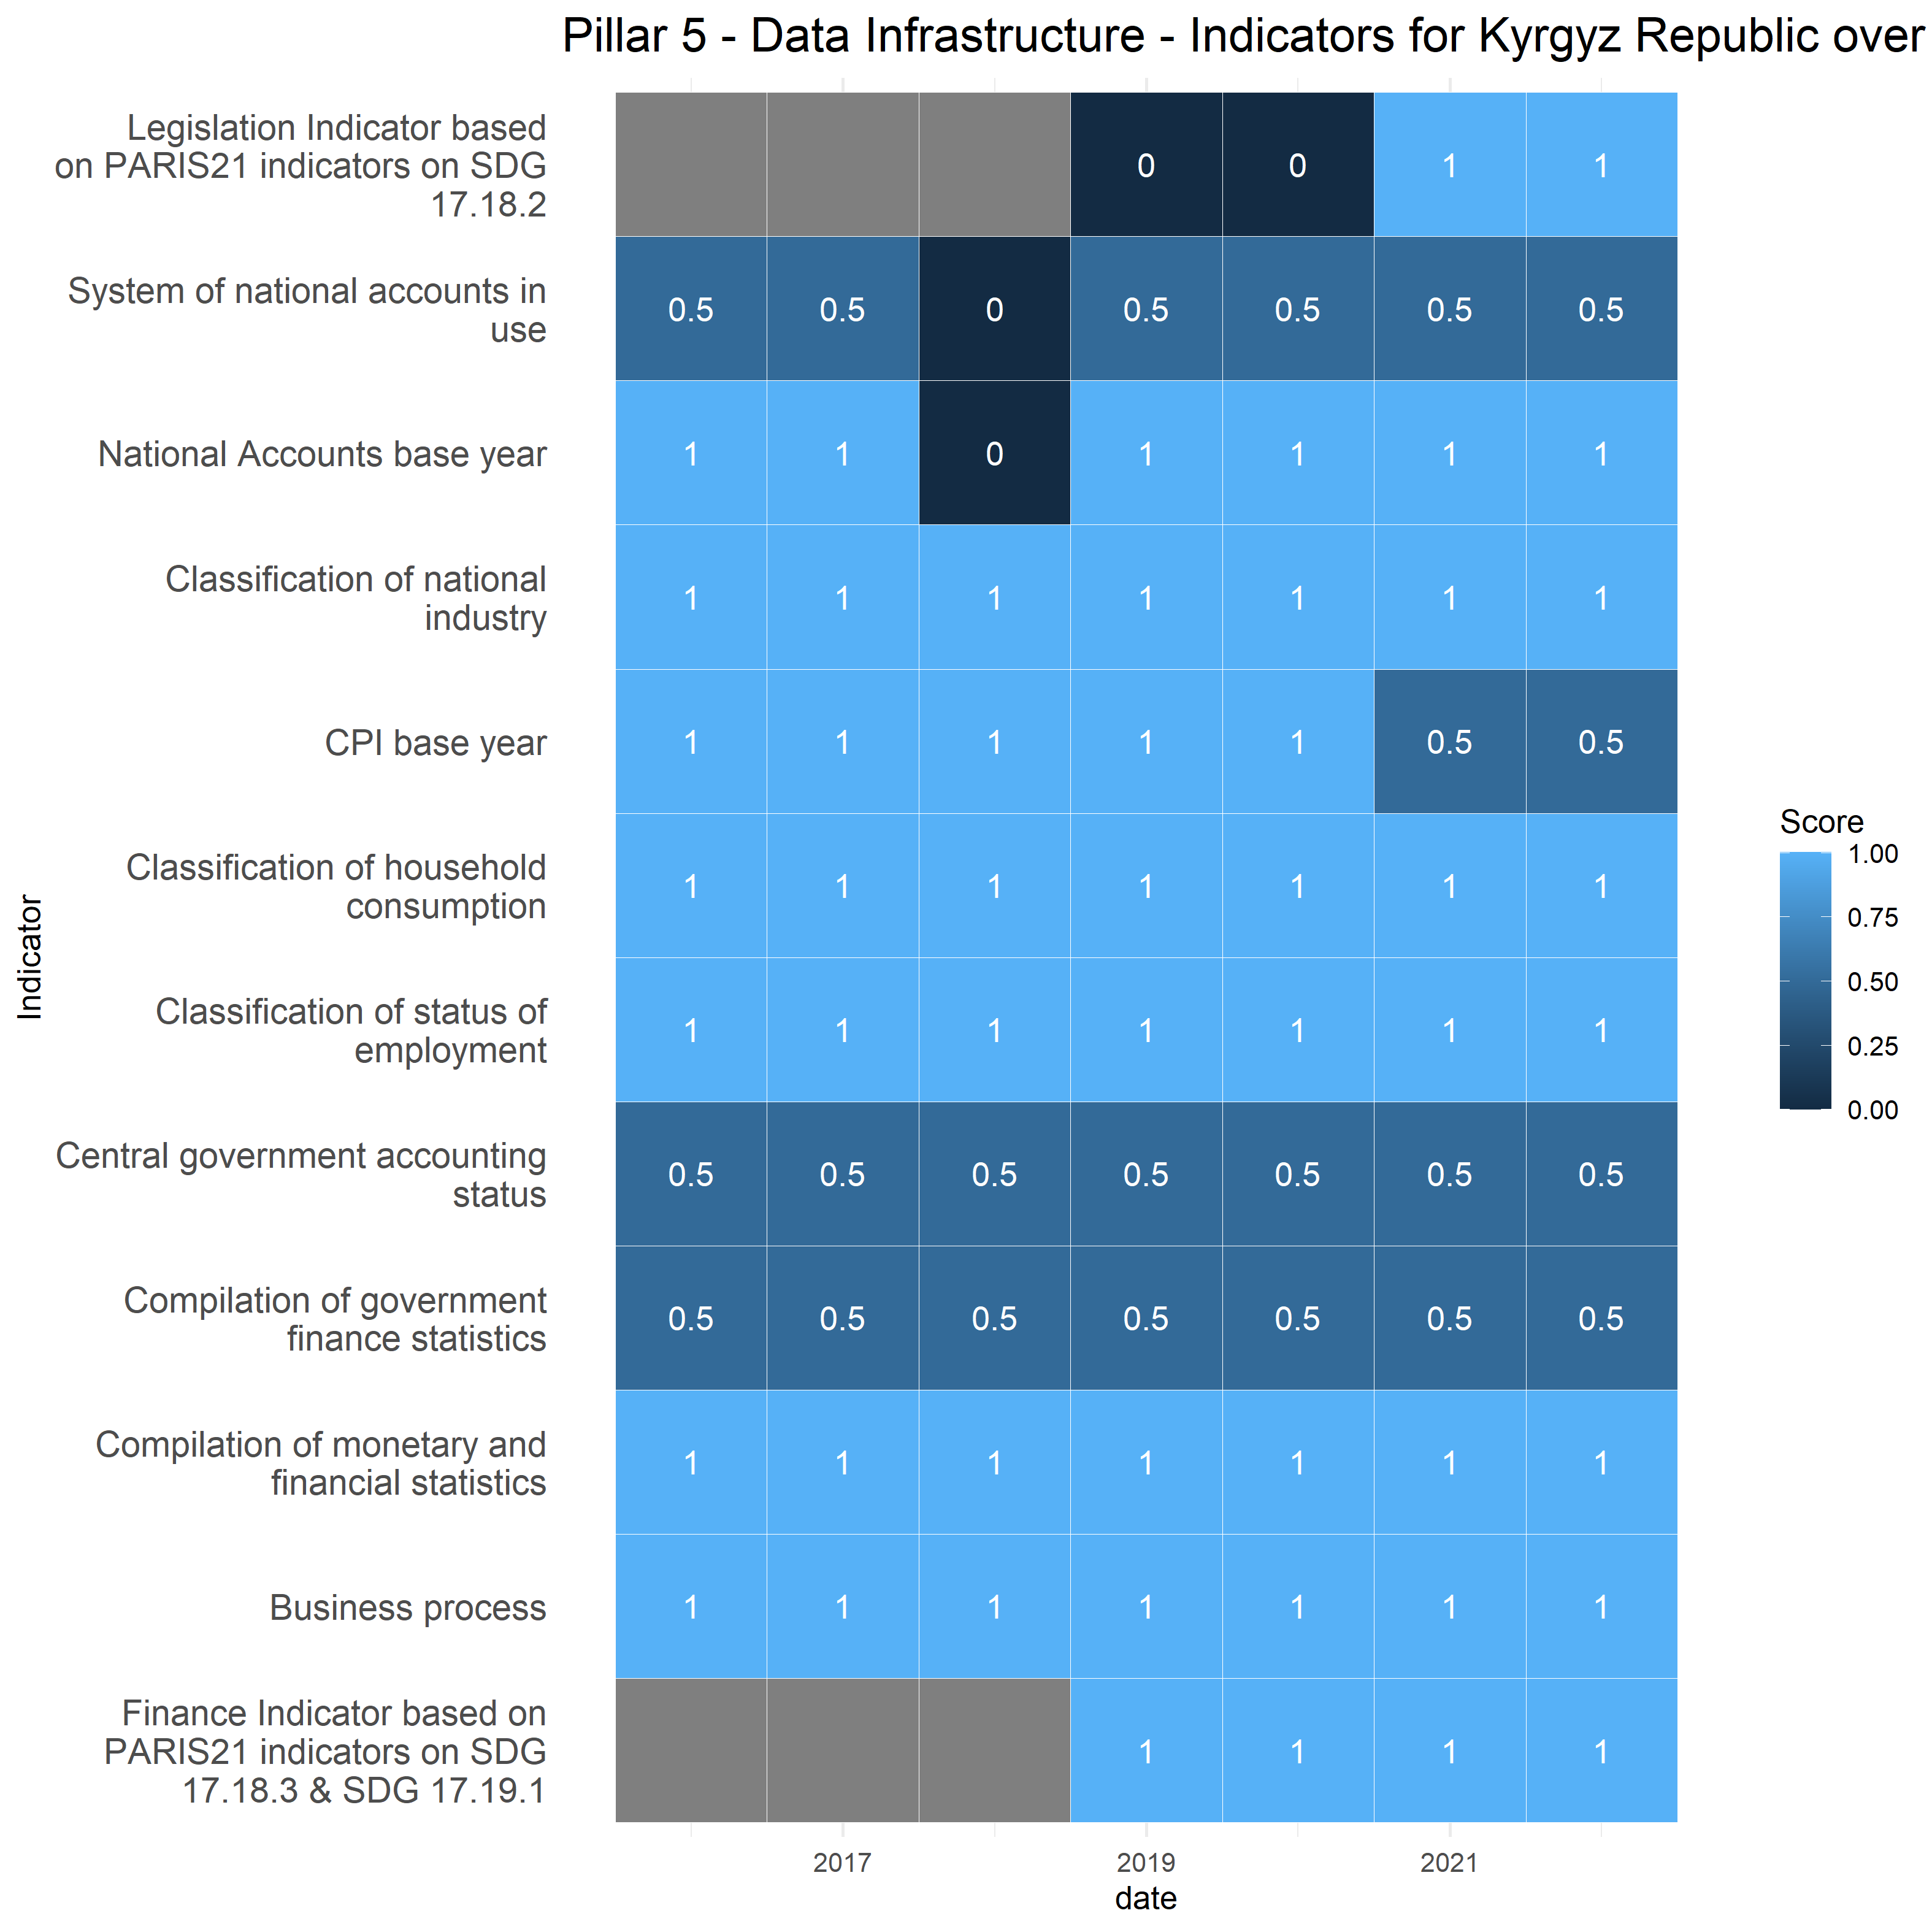 Pillar 5 - Data Infrastructure - Indicators for Kyrgyz Republic over
Legislation Indicator based
on PARIS21 indicators on SDG
17.18.2
0 0 1 1
System of national accounts in
use
0.5 0.5 0 0.5 0.5 0.5 0.5
National Accounts base year
1 1 0 1 1 1 1
Classification of national
industry
1 1 1 1 1 1 1
CPI base year
1 1 1 1 1 0.5 0.5
Classification of household
consumption
1 1 1 1 1 1 1
Classification of status of
employment
1 1 1 1 1 1 1
Central government accounting
status
0.5 0.5 0.5 0.5 0.5 0.5 0.5
Compilation of government
finance statistics
0.5 0.5 0.5 0.5 0.5 0.5 0.5
Compilation of monetary and
financial statistics
1 1 1 1 1 1 1
Business process
1 1 1 1 1 1 1
Finance Indicator based on
PARIS21 indicators on SDG
17.18.3 & SDG 17.19.1
1 1 1 1
2017 2019 2021
date
Indicator
Score
1.00
0.75
0.50
0.25
0.00